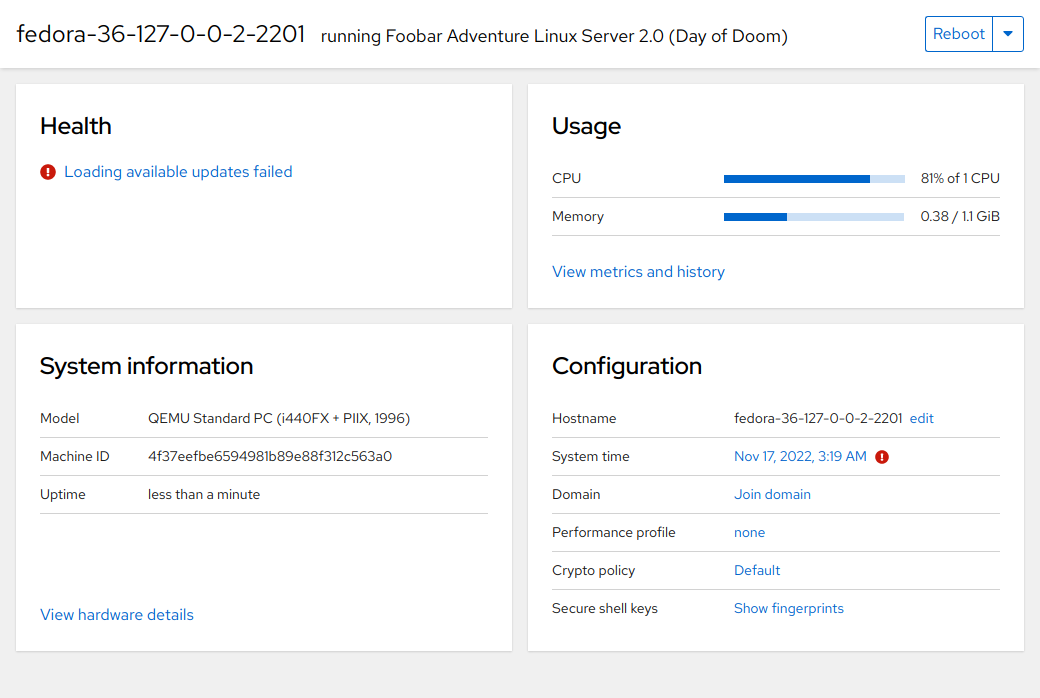 fedora-36-127-0-0-2-2201 running Foobar Adventure Linux Server 2.0 (Day of Doom) Reboot
Health
Loading available updates failed
Usage
CPU 81% of 1 CPU
Memory 0.38 / 1.1 GiB
View metrics and history
System information
Model QEMU Standard PC (i440FX + PIIX, 1996)
Machine ID 4f37eefbe6594981b89e88f312c563a0
Uptime less than a minute
View hardware details
Configuration
Hostname fedora-36-127-0-0-2-2201 edit
System time Nov 17, 2022, 3:19 AM
Domain Join domain
Performance profile none
Crypto policy Default
Secure shell keys Show fingerprints